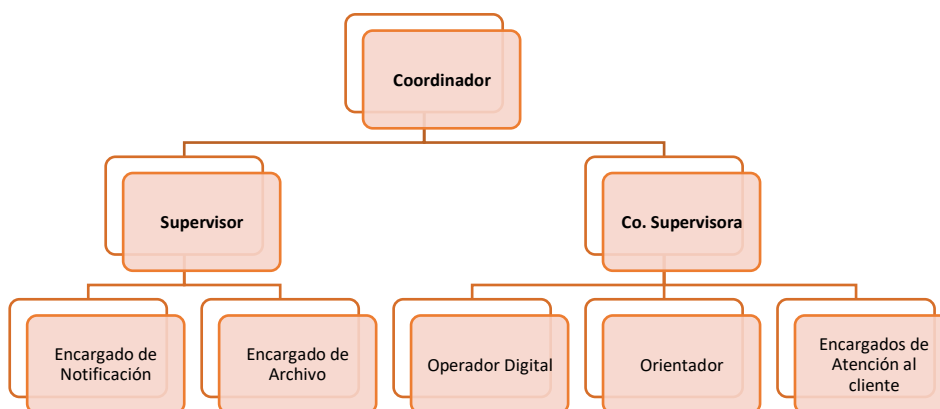 Coordinador
Supervisor
Co. Supervisora
Encargado de
Notificación
Encargado de
Archivo
Operador Digital
Orientador
Encargados de
Atención al
cliente